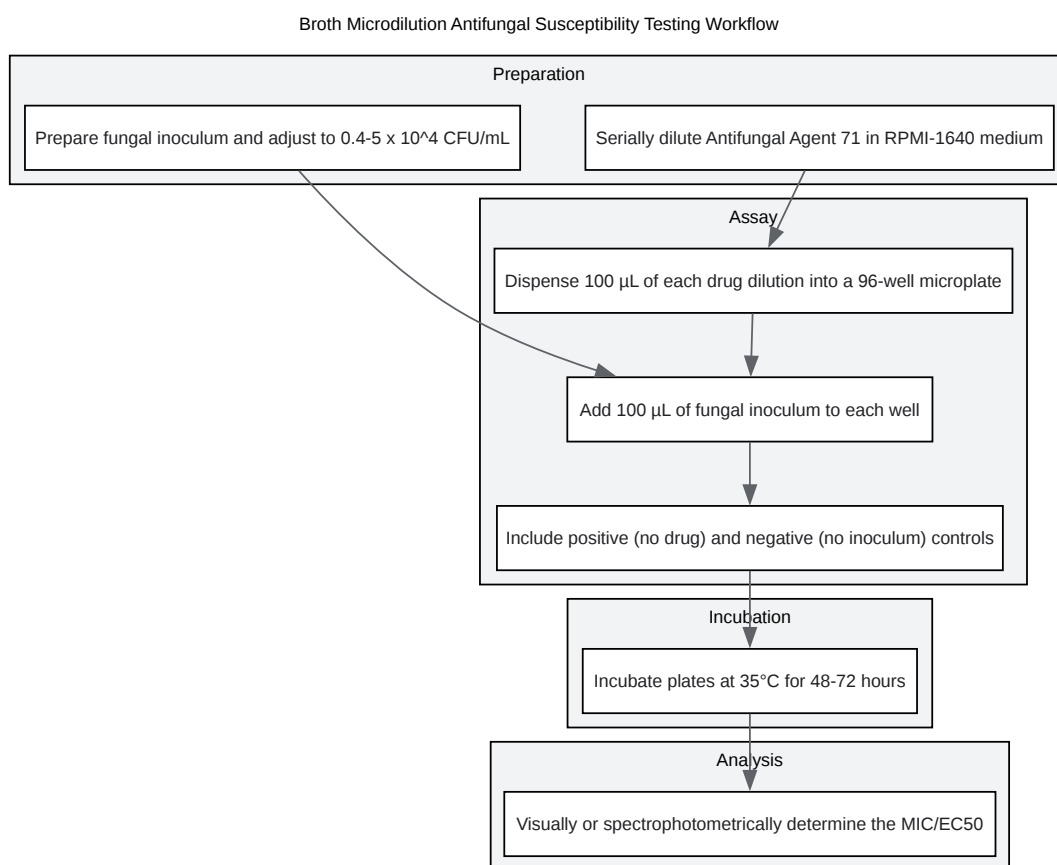 Broth Microdilution Antifungal Susceptibility Testing Workflow
Preparation
Prepare fungal inoculum and adjust to 0.4-5 x 10^4 CFU/mL
Serially dilute Antifungal Agent 71 in RPMI-1640 medium
Assay
Dispense 100 µL of each drug dilution into a 96-well microplate
Add 100 µL of fungal inoculum to each well
Include positive (no drug) and negative (no inoculum) controls
Incubation
Incubate plates at 35°C for 48-72 hours
Analysis
Visually or spectrophotometrically determine the MIC/EC50